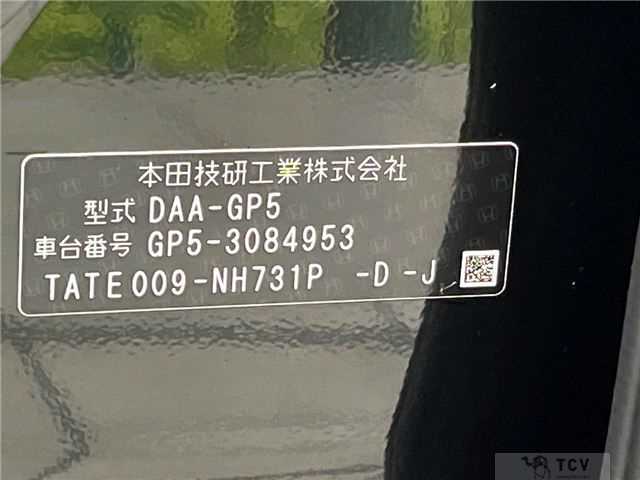 本田技研工業株式会社
型式 DAA-GP5
車台番号 GP5-3084953
TATE009-NH731P -D -J
TCV